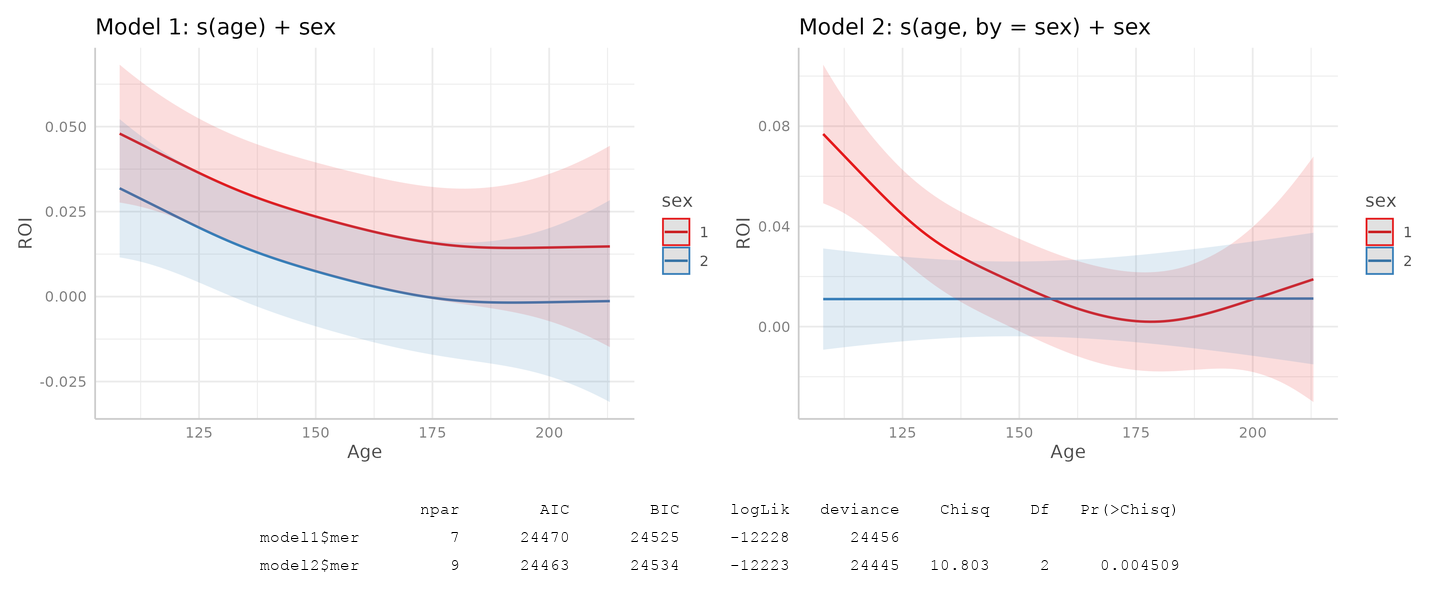 Model 1: s(age) + sex
0.050
0.025
0.000
-0.025
ROI
125 150 175 200
Age
sex
1
2
Model 2: s(age, by = sex) + sex
0.08
0.04
0.00
ROI
125 150 175 200
Age
sex
1
2
npar AIC BIC logLik deviance Chisq Df Pr(>Chisq)
model1$mer 7 24470 24525 -12228 24456
model2$mer 9 24463 24534 -12223 24445 10.803 2 0.004509